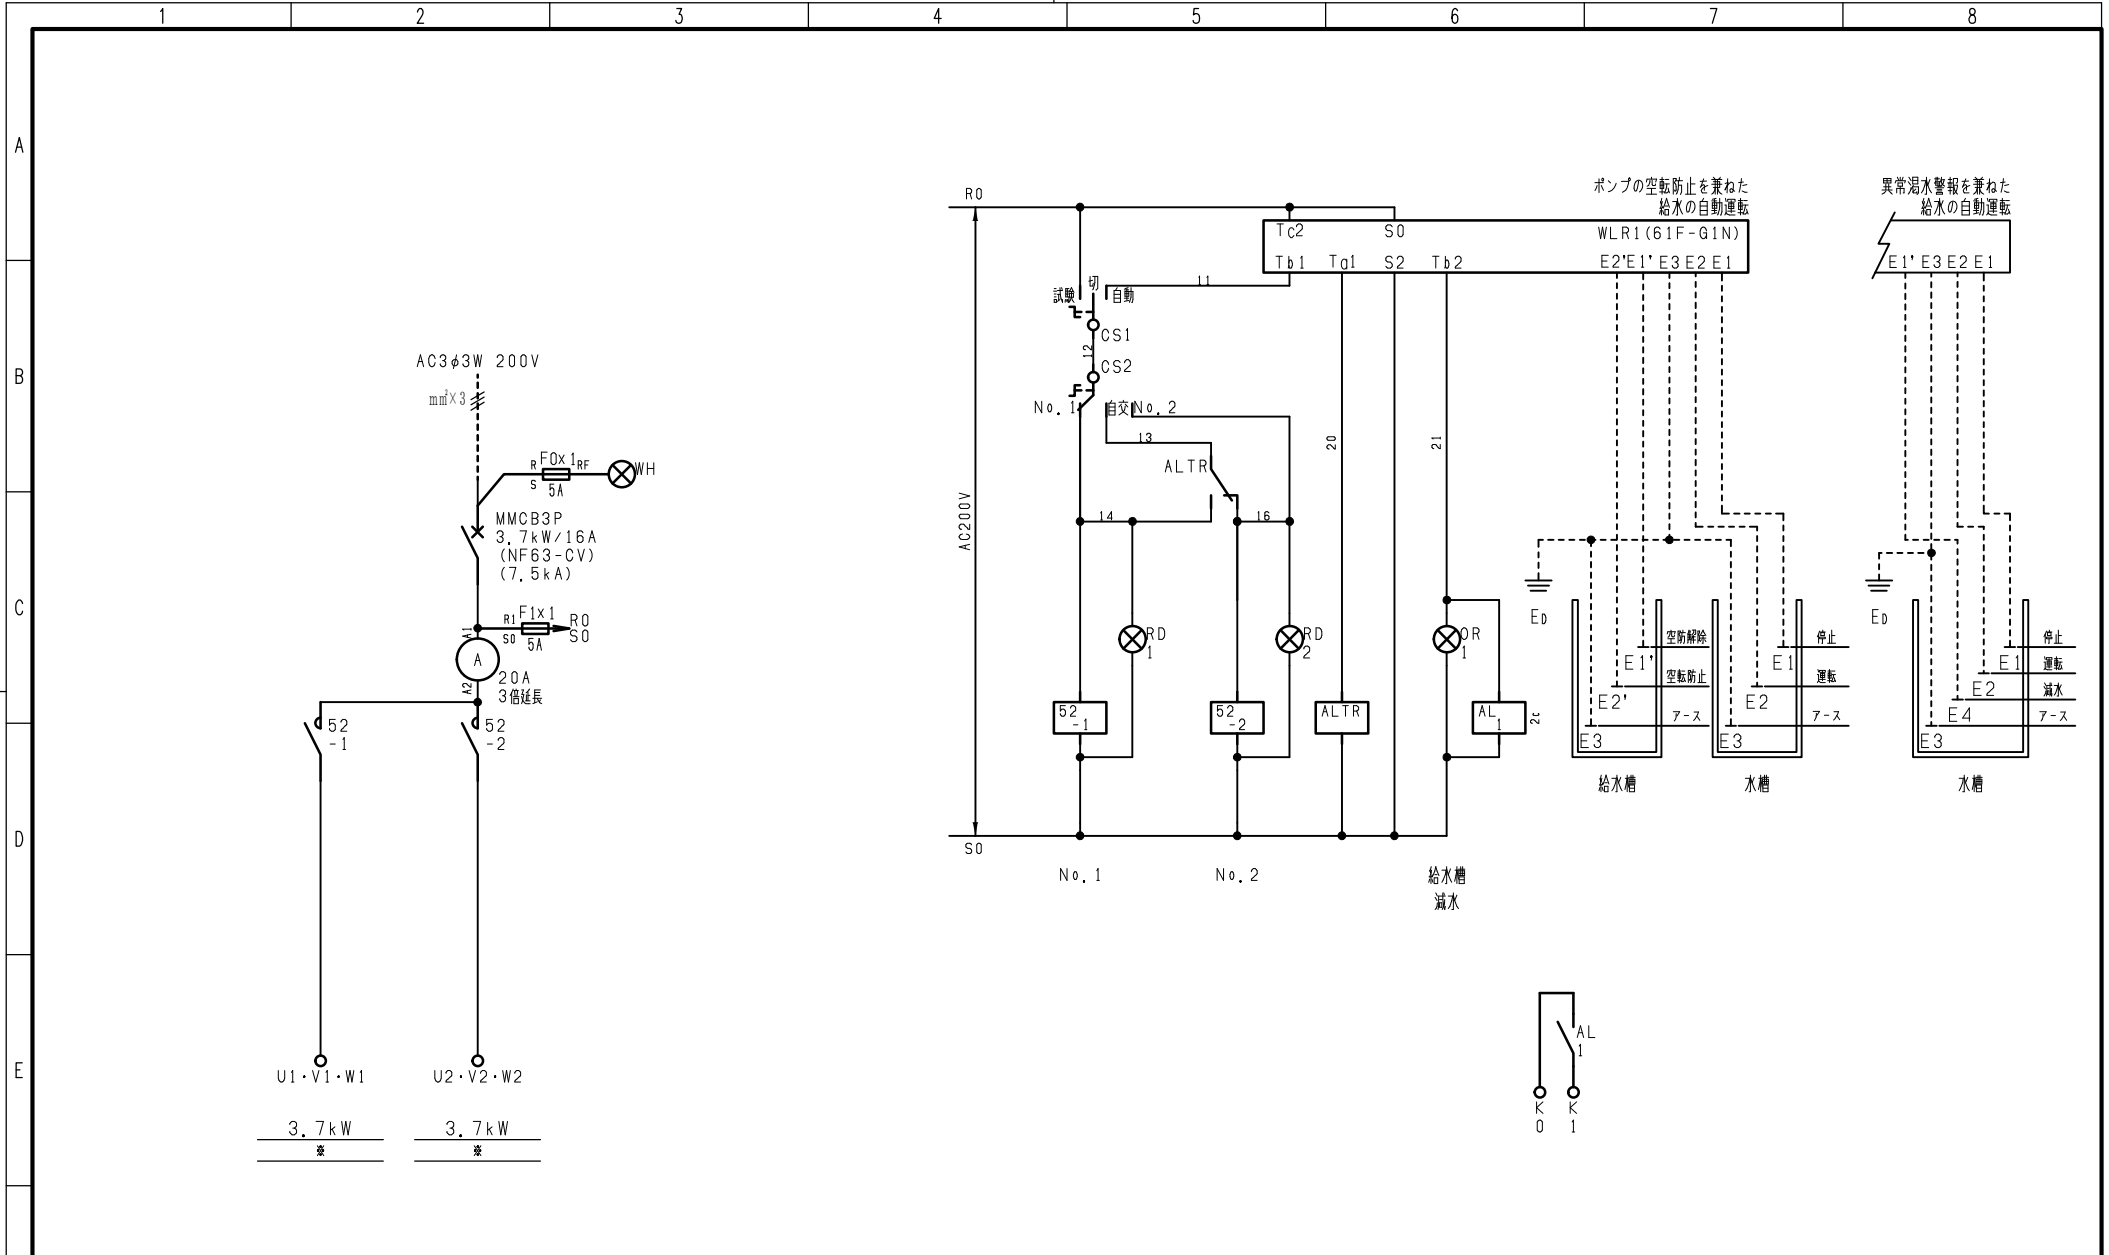 1 2 3 4 5 6 7 8
A
B
C
D
E
AC3φ3W 200V
mm²×3
R F0x1 RF
S 5A
WH
MMCB3P
3.7kW/16A
(NF63-CV)
(7.5kA)
R1 F1x1 R0
S0 5A S0
A1
A
A2
20A
3倍延長
52
-1
52
-2
U1・V1・W1
U2・V2・W2
3.7kW
※
3.7kW
※
R0
AC200V
S0
試験 切 自動
11
CS1
12
CS2
No.1 自交 No.2
13
ALTR
14
16
20
21
RD
1
RD
2
OR
1
52
-1
52
-2
ALTR
AL
1
2c
No.1
No.2
給水槽
減水
ポンプの空転防止を兼ねた
給水の自動運転
Tc2 S0 WLR1(61F-G1N)
Tb1 Ta1 S2 Tb2 E2' E1' E3 E2 E1
ED
空防解除
E1'
空転防止
E2'
アース
E3
給水槽
停止
E1
運転
E2
アース
E3
水槽
異常渇水警報を兼ねた
給水の自動運転
E1' E3 E2 E1
ED
停止
E1
運転
E2
減水
E4
アース
E3
水槽
AL
1
K
0
K
1